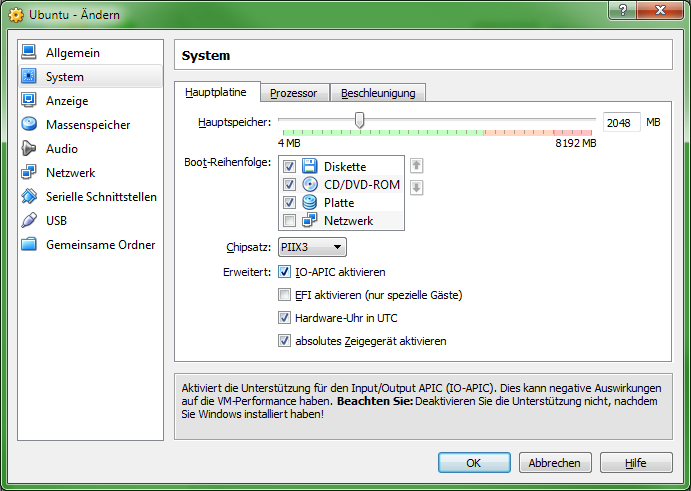 Ubuntu - Ändern
Allgemein
System
Anzeige
Massenspeicher
Audio
Netzwerk
Serielle Schnittstellen
USB
Gemeinsame Ordner
System
Hauptplatine Prozessor Beschleunigung
Hauptspeicher: 2048 MB
4 MB 8192 MB
Boot-Reihenfolge: Diskette
CD/DVD-ROM
Platte
Netzwerk
Chipsatz: PIIX3
Erweitert: IO-APIC aktivieren
EFI aktivieren (nur spezielle Gäste)
Hardware-Uhr in UTC
absolutes Zeigegerät aktivieren
Aktiviert die Unterstützung für den Input/Output APIC (IO-APIC). Dies kann negative Auswirkungen
auf die VM-Performance haben. Beachten Sie: Deaktivieren Sie die Unterstützung nicht, nachdem
Sie Windows installiert haben!
OK Abbrechen Hilfe